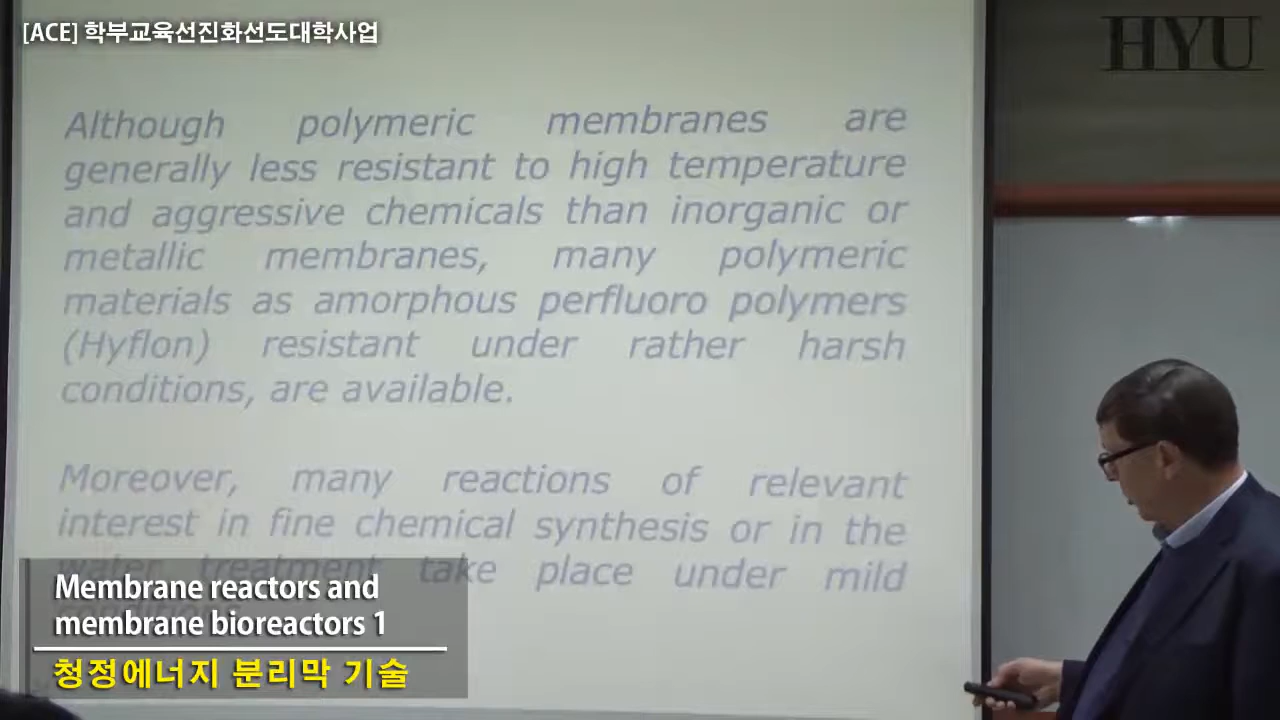 [ACE] 학부교육선진화선도대학사업
HYU
Although polymeric membranes are
generally less resistant to high temperature
and aggressive chemicals than inorganic or
metallic membranes, many polymeric
materials as amorphous perfluoro polymers
(Hyflon) resistant under rather harsh
conditions, are available.
Moreover, many reactions of relevant
interest in fine chemical synthesis or in the
water treatment take place under mild
conditions.
Membrane reactors and
membrane bioreactors 1
청정에너지 분리막 기술